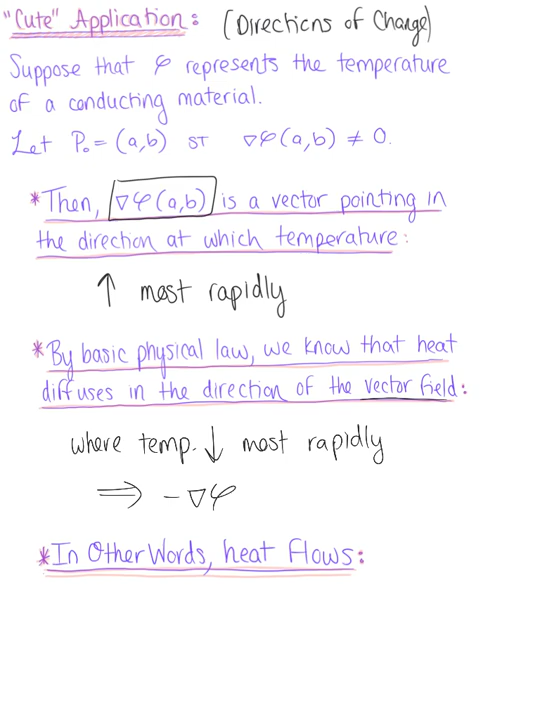 "Cute" Application: (Directions of Change)
Suppose that φ represents the temperature
of a conducting material.
Let P₀ = (a,b) ST ∇φ(a,b) ≠ 0.
*Then, ∇φ(a,b) is a vector pointing in
the direction at which temperature:
↑ most rapidly
*By basic physical law, we know that heat
diffuses in the direction of the vector field:
where temp. ↓ most rapidly
⟹ -∇φ
*In Other Words, heat Flows: